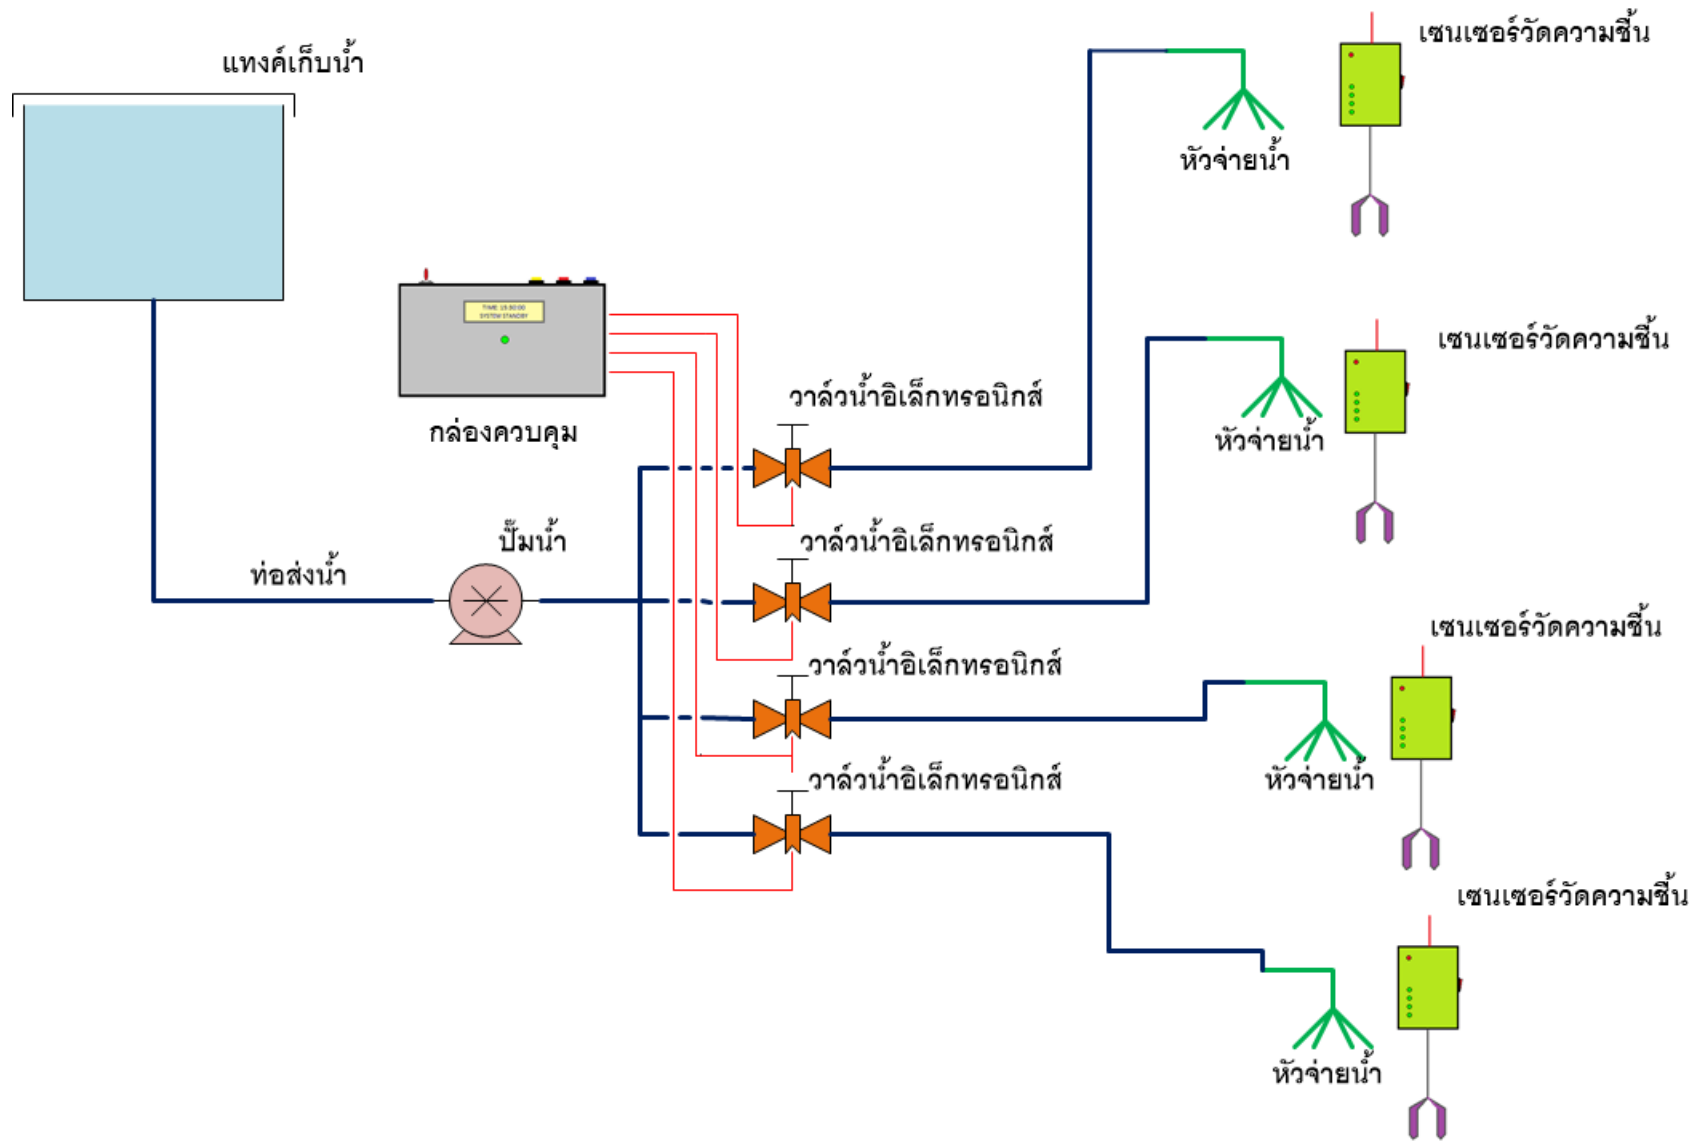 แทงค์เก็บน้ำ
เซนเซอร์วัดความชื้น
หัวจ่ายน้ำ
TIME: 15:50:00
SYSTEM STANDBY
กล่องควบคุม
เซนเซอร์วัดความชื้น
หัวจ่ายน้ำ
วาล์วน้ำอิเล็กทรอนิกส์
ปั๊มน้ำ
ท่อส่งน้ำ
วาล์วน้ำอิเล็กทรอนิกส์
เซนเซอร์วัดความชื้น
วาล์วน้ำอิเล็กทรอนิกส์
หัวจ่ายน้ำ
วาล์วน้ำอิเล็กทรอนิกส์
เซนเซอร์วัดความชื้น
หัวจ่ายน้ำ